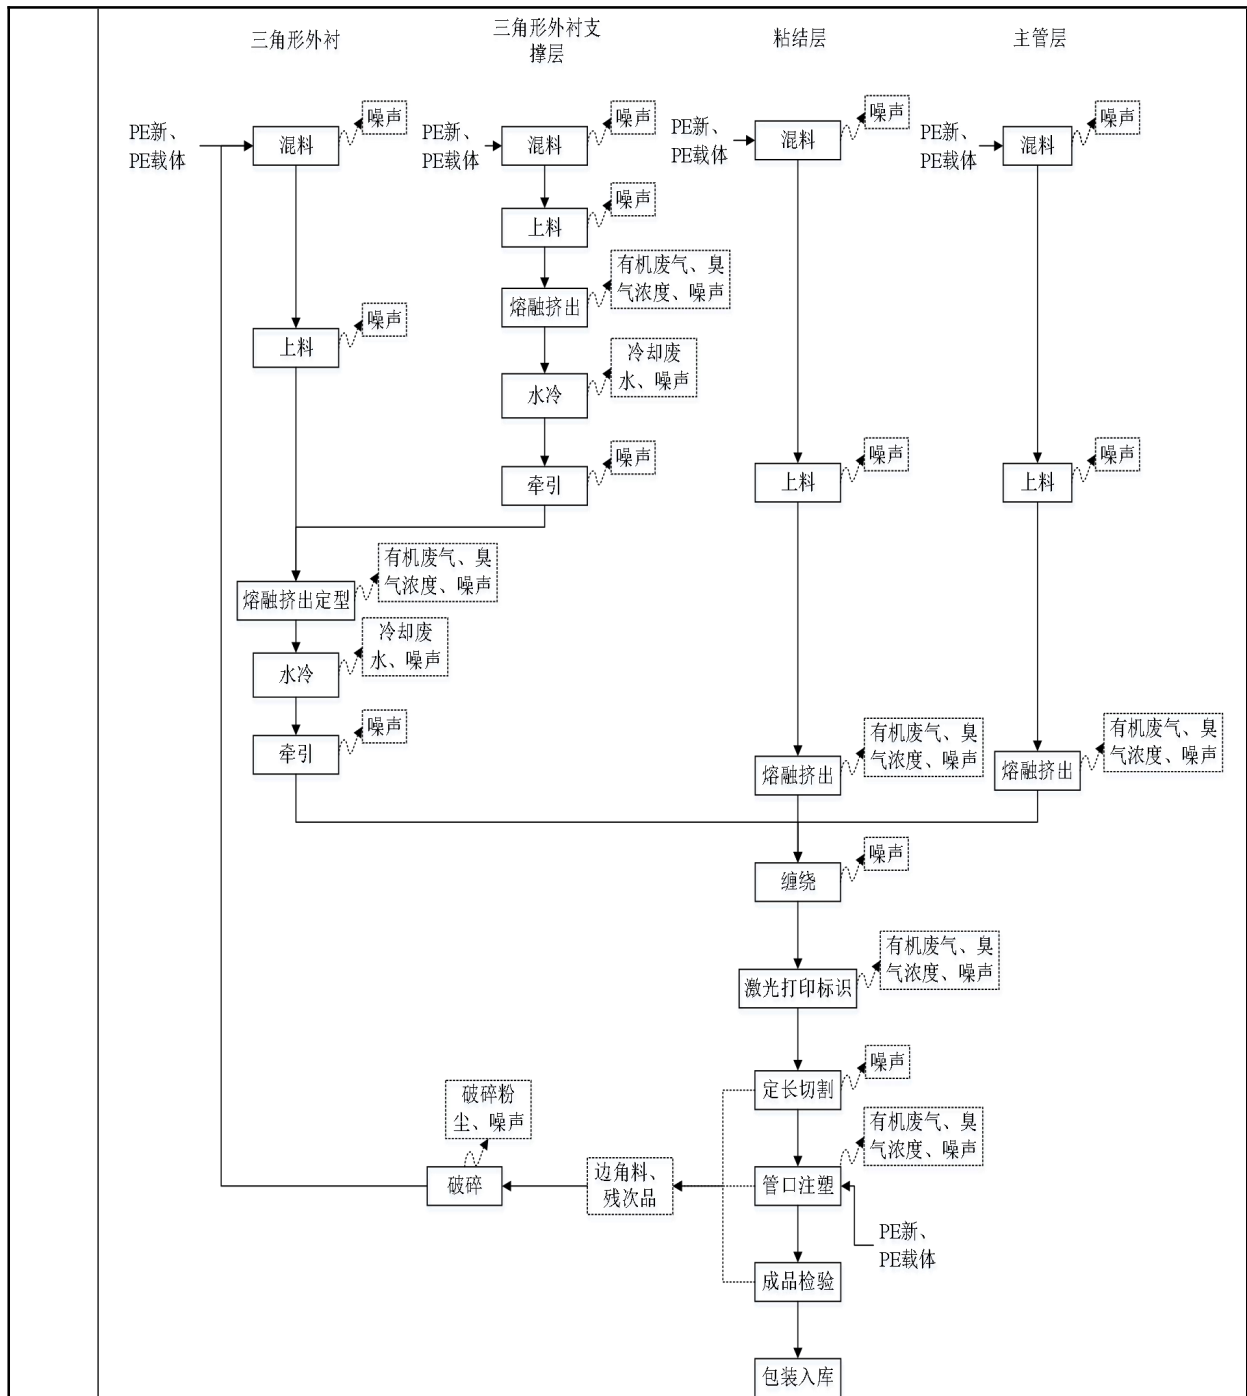 三角形外衬
三角形外衬支
撑层
粘结层
主管层
PE新、
PE载体
混料
噪声
PE新、
PE载体
混料
噪声
PE新、
PE载体
混料
噪声
PE新、
PE载体
混料
噪声
上料
噪声
熔融挤出
有机废气、臭
气浓度、噪声
上料
噪声
水冷
冷却废
水、噪声
牵引
噪声
上料
噪声
上料
噪声
熔融挤出定型
有机废气、臭
气浓度、噪声
水冷
冷却废
水、噪声
牵引
噪声
熔融挤出
有机废气、臭
气浓度、噪声
熔融挤出
有机废气、臭
气浓度、噪声
缠绕
噪声
激光打印标识
有机废气、臭
气浓度、噪声
定长切割
噪声
破碎粉
尘、噪声
有机废气、臭
气浓度、噪声
破碎
边角料、
残次品
管口注塑
PE新、
PE载体
成品检验
包装入库